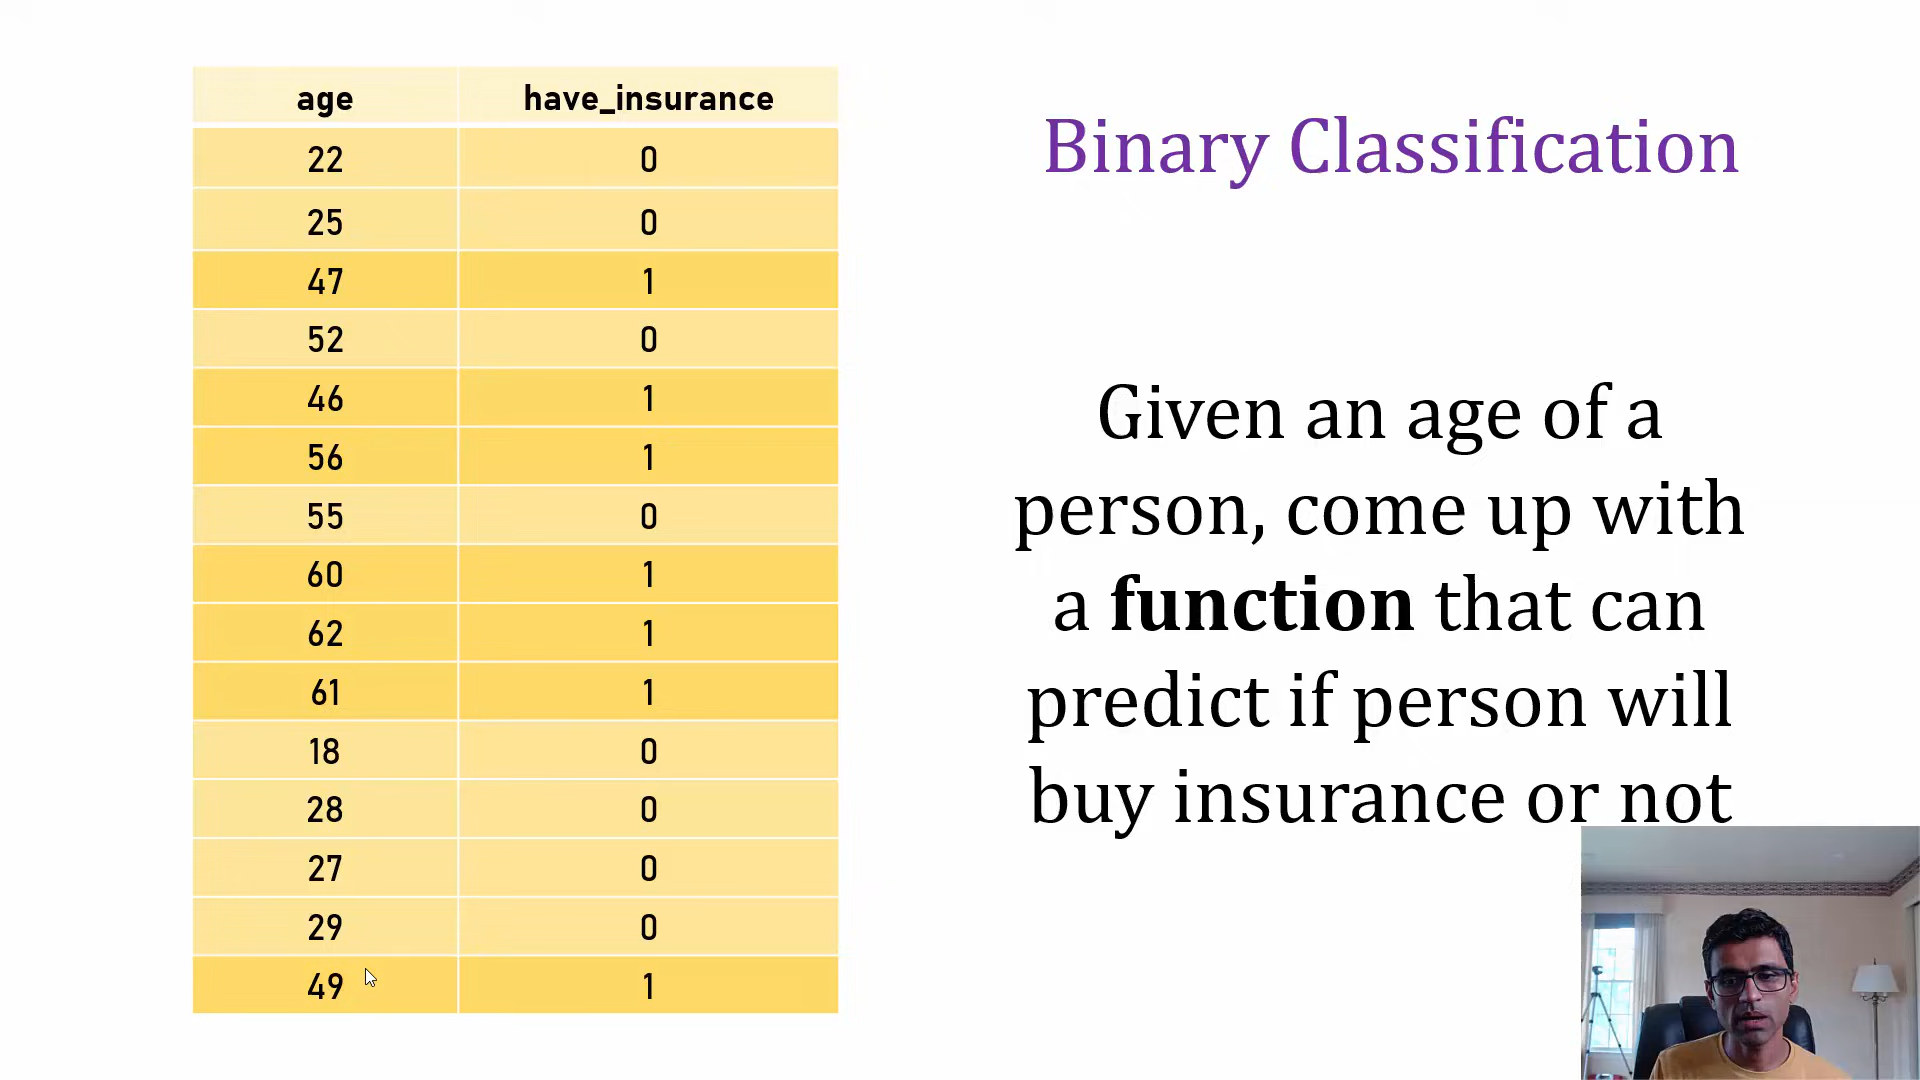 age have_insurance
22 0
25 0
47 1
52 0
46 1
56 1
55 0
60 1
62 1
61 1
18 0
28 0
27 0
29 0
49 1
Binary Classification
Given an age of a
person, come up with
a function that can
predict if person will
buy insurance or not